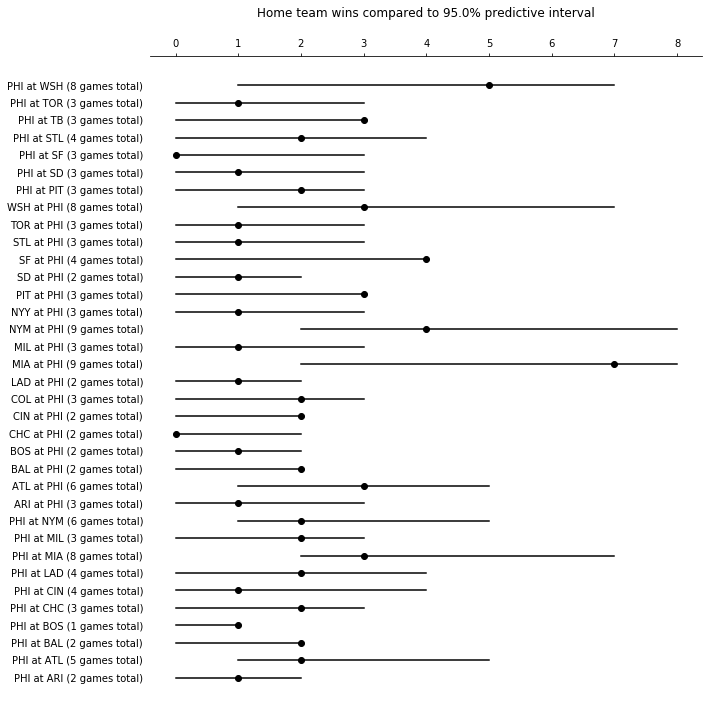 Home team wins compared to 95.0% predictive interval
0 1 2 3 4 5 6 7 8
PHI at WSH (8 games total)
PHI at TOR (3 games total)
PHI at TB (3 games total)
PHI at STL (4 games total)
PHI at SF (3 games total)
PHI at SD (3 games total)
PHI at PIT (3 games total)
WSH at PHI (8 games total)
TOR at PHI (3 games total)
STL at PHI (3 games total)
SF at PHI (4 games total)
SD at PHI (2 games total)
PIT at PHI (3 games total)
NYY at PHI (3 games total)
NYM at PHI (9 games total)
MIL at PHI (3 games total)
MIA at PHI (9 games total)
LAD at PHI (2 games total)
COL at PHI (3 games total)
CIN at PHI (2 games total)
CHC at PHI (2 games total)
BOS at PHI (2 games total)
BAL at PHI (2 games total)
ATL at PHI (6 games total)
ARI at PHI (3 games total)
PHI at NYM (6 games total)
PHI at MIL (3 games total)
PHI at MIA (8 games total)
PHI at LAD (4 games total)
PHI at CIN (4 games total)
PHI at CHC (3 games total)
PHI at BOS (1 games total)
PHI at BAL (2 games total)
PHI at ATL (5 games total)
PHI at ARI (2 games total)